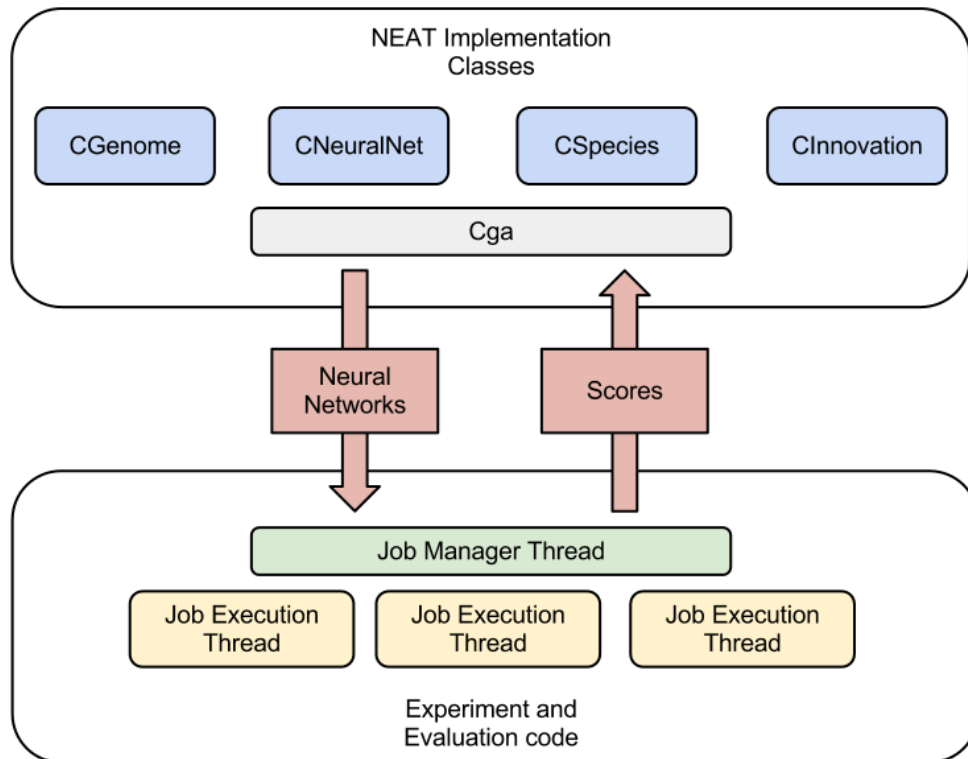 NEAT Implementation
Classes
CGenome
CNeuralNet
CSpecies
CInnovation
Cga
Neural
Networks
Scores
Job Manager Thread
Job Execution
Thread
Job Execution
Thread
Job Execution
Thread
Experiment and
Evaluation code